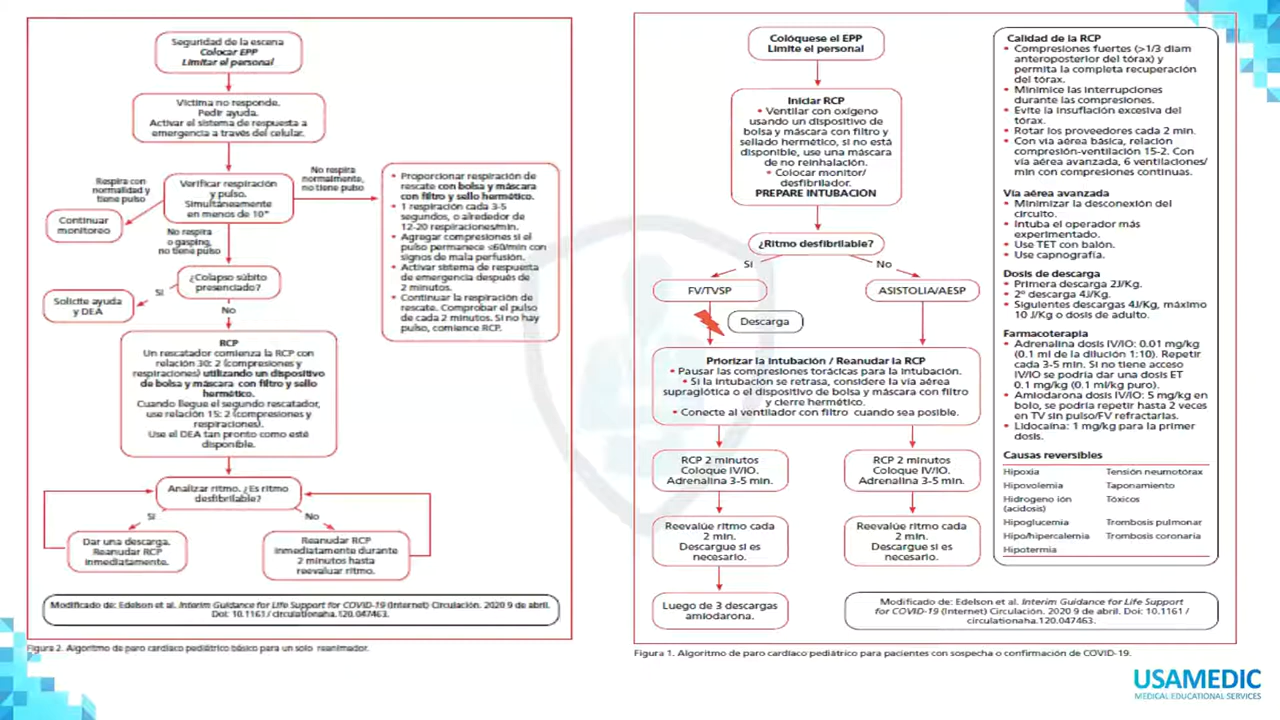 Seguridad de la escena
Colocar EPP
Limitar el personal
Víctima no responde.
Pedir ayuda.
Activar el sistema de respuesta a
emergencia a través del celular.
Respira con
normalidad y
tiene pulso
Verificar respiración
y pulso.
Simultáneamente
en menos de 10"
No respira
normalmente,
no tiene pulso
Continuar
monitoreo
No respira
o gasping,
no tiene pulso
• Proporcionar respiración de
rescate con bolsa y máscara
con filtro y sello hermético.
• 1 respiración cada 3-5
segundos, o alrededor de
12-20 respiraciones/min.
• Agregar compresiones si el
pulso permanece ≤60/min con
signos de mala perfusión.
• Activar sistema de respuesta
de emergencia después de
2 minutos.
• Continuar la respiración de
rescate. Comprobar el pulso
de cada 2 minutos. Si no hay
pulso, comience RCP.
¿Colapso súbito
presenciado?
Si
Solicite ayuda
y DEA
No
RCP
Un rescatador comienza la RCP con
relación 30: 2 (compresiones y
respiraciones) utilizando un dispositivo
de bolsa y máscara con filtro y sello
hermético.
Cuando llegue el segundo rescatador,
use relación 15: 2 (compresiones y
respiraciones).
Use el DEA tan pronto como esté
disponible.
Analizar ritmo. ¿Es ritmo
desfibrilable?
Si
No
Dar una descarga.
Reanudar RCP
inmediatamente.
Reanudar RCP
inmediatamente durante
2 minutos hasta
reevaluar ritmo.
Modificado de: Edelson et al. Interim Guidance for Life Support for COVID-19 (Internet) Circulación. 2020 9 de abril.
Doi: 10.1161/ circulationaha.120.047463.
Figura 2. Algoritmo de paro cardíaco pediátrico básico para un solo reanimador.
Colóquese el EPP
Limite el personal
Iniciar RCP
• Ventilar con oxígeno
usando un dispositivo de
bolsa y máscara con filtro y
sellado hermético, si no está
disponible, use una máscara
de no reinhalación.
• Colocar monitor/
desfibrilador.
PREPARE INTUBACION
¿Ritmo desfibrilable?
Si
No
FV/TVSP
ASISTOLIA/AESP
Descarga
Priorizar la intubación / Reanudar la RCP
• Pausar las compresiones torácicas para la intubación.
• Si la intubación se retrasa, considere la vía aérea
supraglótica o el dispositivo de bolsa y máscara con filtro
y cierre hermético.
• Conecte al ventilador con filtro cuando sea posible.
RCP 2 minutos
Coloque IV/IO.
Adrenalina 3-5 min.
RCP 2 minutos
Coloque IV/IO.
Adrenalina 3-5 min.
Reevalúe ritmo cada
2 min.
Descargue si es
necesario.
Reevalúe ritmo cada
2 min.
Descargue si es
necesario.
Luego de 3 descargas
amiodarona.
Calidad de la RCP
• Compresiones fuertes (>1/3 diam
anteroposterior del tórax) y
permita la completa recuperación
del tórax.
• Minimice las interrupciones
durante las compresiones.
• Evite la insuflación excesiva del
tórax.
• Rotar los proveedores cada 2 min.
• Con vía aérea básica, relación
compresión-ventilación 15-2. Con
vía aérea avanzada, 6 ventilaciones/
min con compresiones continuas.
Vía aérea avanzada
• Minimizar la desconexión del
circuito.
• Intuba el operador más
experimentado.
• Use TET con balón.
• Use capnografía.
Dosis de descarga
• Primera descarga 2J/Kg.
• 2º descarga 4J/Kg.
• Siguientes descargas 4J/Kg, máximo
10 J/Kg o dosis de adulto.
Farmacoterapia
• Adrenalina dosis IV/IO: 0.01 mg/kg
(0.1 ml de la dilución 1:10). Repetir
cada 3-5 min. Si no tiene acceso
IV/IO se podría dar una dosis ET
0.1 mg/kg (0.1 ml/kg puro).
• Amiodarona dosis IV/IO: 5 mg/kg en
bolo, se podría repetir hasta 2 veces
en TV sin pulso/FV refractarias.
• Lidocaína: 1 mg/kg para la primer
dosis.
Causas reversibles
Hipoxia Tensión neumotórax
Hipovolemia Taponamiento
Hidrogeno ión Tóxicos
(acidosis)
Hipoglucemia Trombosis pulmonar
Hipo/hipercalemia Trombosis coronaria
Hipotermia
Modificado de: Edelson et al. Interim Guidance for Life Support
for COVID-19 (Internet) Circulación. 2020 9 de abril. Doi: 10.1161 /
circulationaha.120.047463.
Figura 1. Algoritmo de paro cardíaco pediátrico para pacientes con sospecha o confirmación de COVID-19.
USAMEDIC
MEDICAL EDUCATIONAL SERVICES